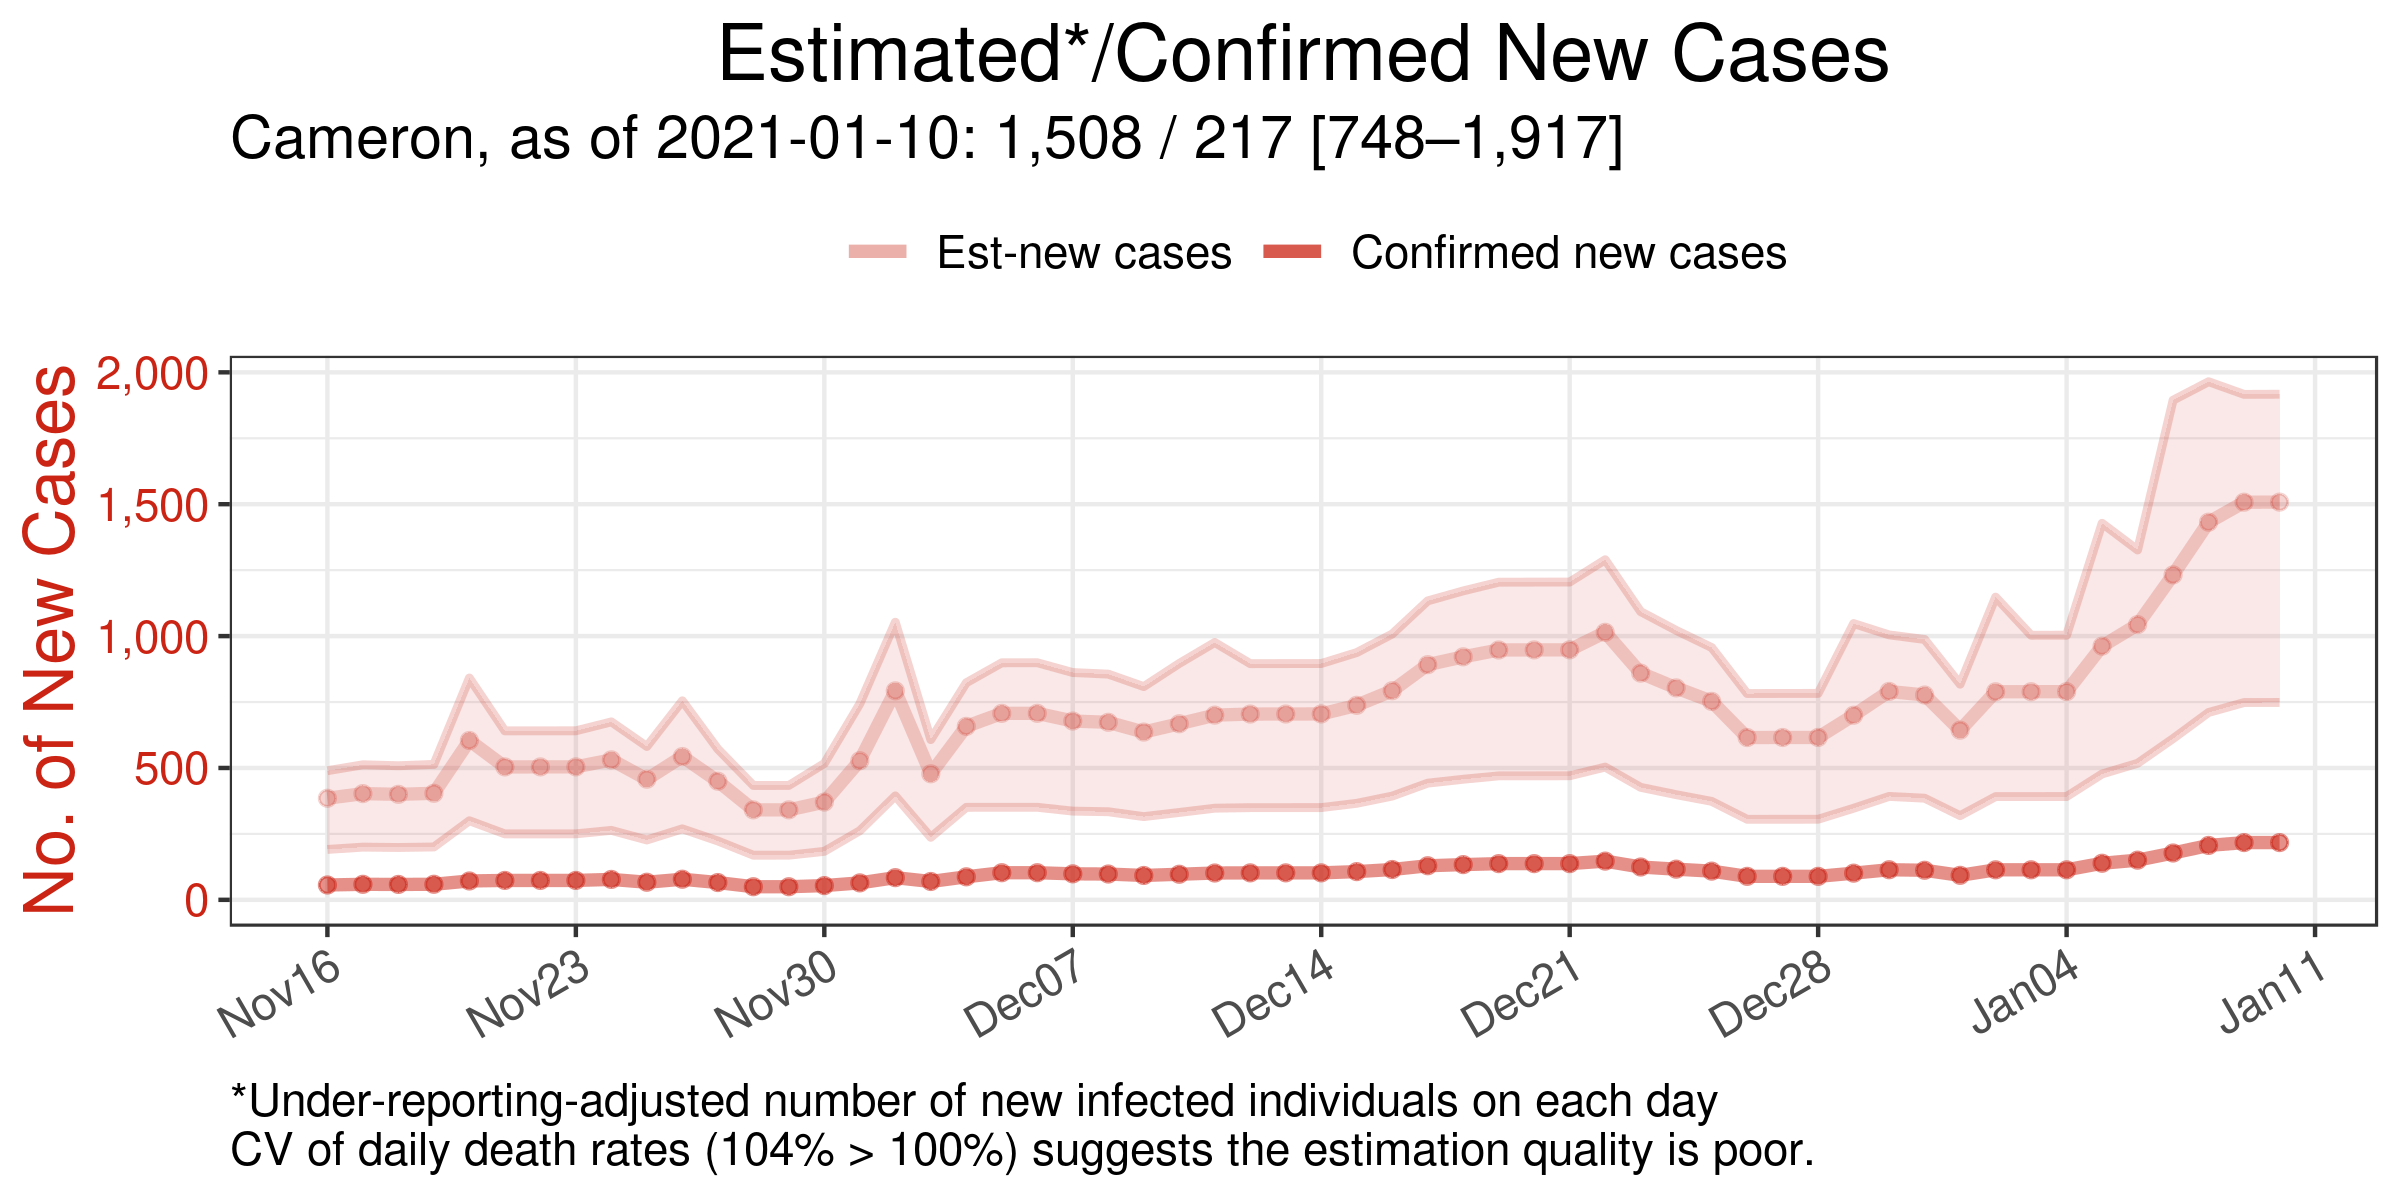 Estimated*/Confirmed New Cases
Cameron, as of 2021-01-10: 1,508 / 217 [748–1,917]
Est-new cases Confirmed new cases
No. of New Cases
2,000
1,500
1,000
500
0
Nov16 Nov23 Nov30 Dec07 Dec14 Dec21 Dec28 Jan04 Jan11
*Under-reporting-adjusted number of new infected individuals on each day
CV of daily death rates (104% > 100%) suggests the estimation quality is poor.